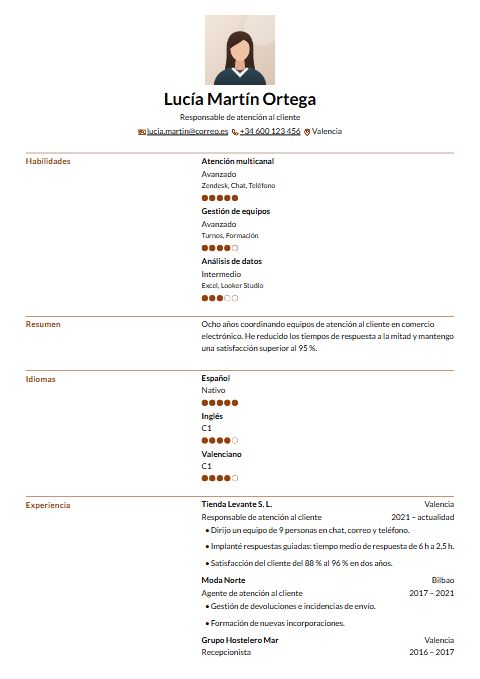 Lucía Martín Ortega
Responsable de atención al cliente
lucia.martin@correo.es +34 600 123 456 Valencia
Habilidades
Atención multicanal
Avanzado
Zendesk, Chat, Teléfono
Gestión de equipos
Avanzado
Turnos, Formación
Análisis de datos
Intermedio
Excel, Looker Studio
Resumen
Ocho años coordinando equipos de atención al cliente en comercio
electrónico. He reducido los tiempos de respuesta a la mitad y mantengo
una satisfacción superior al 95 %.
Idiomas
Español
Nativo
Inglés
C1
Valenciano
C1
Experiencia
Tienda Levante S. L. Valencia
Responsable de atención al cliente 2021 – actualidad
• Dirijo un equipo de 9 personas en chat, correo y teléfono.
• Implanté respuestas guiadas: tiempo medio de respuesta de 6 h a 2,5 h.
• Satisfacción del cliente del 88 % al 96 % en dos años.
Moda Norte Bilbao
Agente de atención al cliente 2017 – 2021
• Gestión de devoluciones e incidencias de envío.
• Formación de nuevas incorporaciones.
Grupo Hostelero Mar Valencia
Recepcionista 2016 – 2017